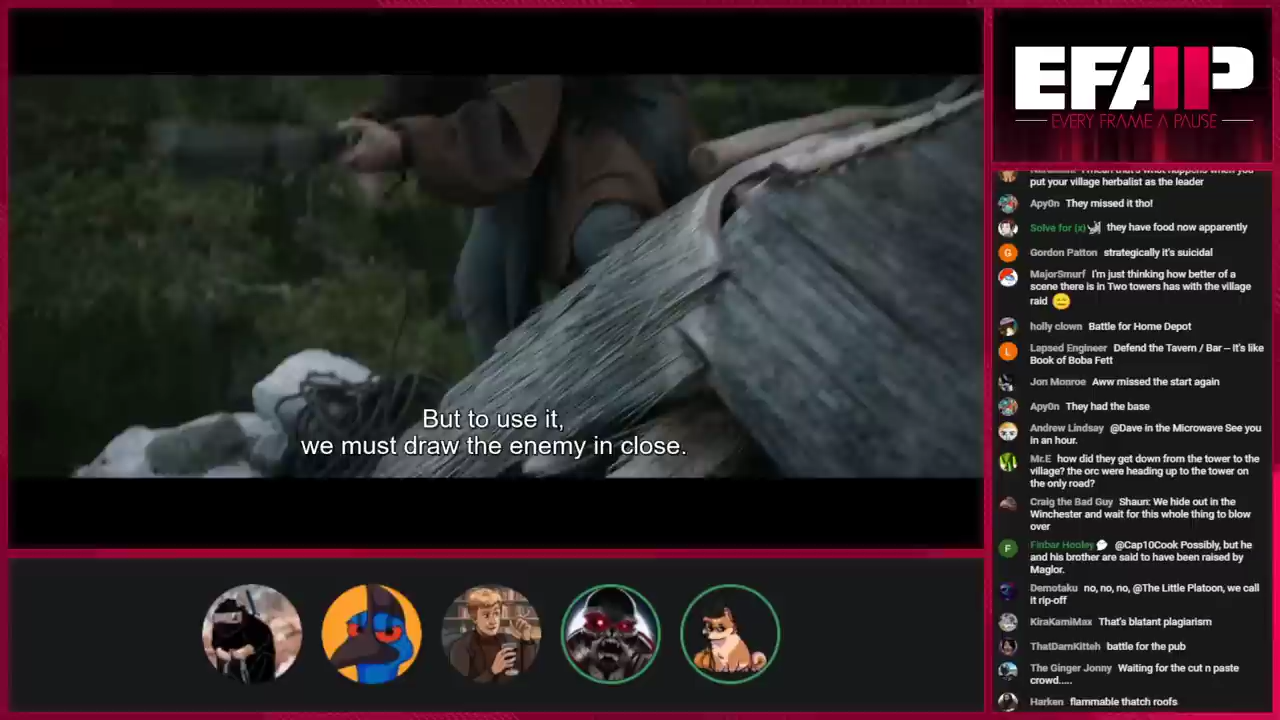 EFAP
EVERY FRAME A PAUSE
But to use it,
we must draw the enemy in close.
put your village herbalist as the leader
Apy0n They missed it tho!
Solve for (x) they have food now apparently
Gordon Patton strategically it's suicidal
MajorSmurf I'm just thinking how better of a
scene there is in Two towers has with the village
raid
holly clown Battle for Home Depot
Lapsed Engineer Defend the Tavern / Bar – It's like
Book of Boba Fett
Jon Monroe Aww missed the start again
Apy0n They had the base
Andrew Lindsay @Dave in the Microwave See you
in an hour.
Mr.E how did they get down from the tower to the
village? the orc were heading up to the tower on
the only road?
Craig the Bad Guy Shaun: We hide out in the
Winchester and wait for this whole thing to blow
over
F
Finbar Hooley @Cap10Cook Possibly, but he
and his brother are said to have been raised by
Maglor.
Demotaku no, no, no, @The Little Platoon, we call
it rip-off
KiraKamiMax That's blatant plagiarism
ThatDarnKitteh battle for the pub
The Ginger Jonny Waiting for the cut n paste
crowd.....
Harken flammable thatch roofs